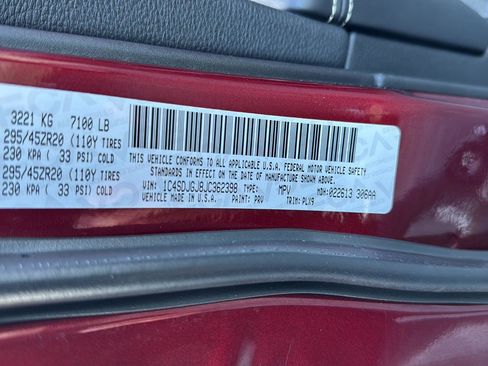 3221 KG 7100 LB
295/45ZR20 (110Y TIRES
230 KPA ( 33 PSI) COLD
295/45ZR20 (110Y TIRES
230 KPA ( 33 PSI) COLD
THIS VEHICLE CONFORMS TO ALL APPLICABLE U.S.A. FEDERAL MOTOR VEHICLE SAFETY
STANDARDS IN EFFECT ON THE DATE OF MANUFACTURE SHOWN ABOVE.
VIN: 1C4SDJGJ8JC362398 TYPE: MPV MDH:022613 306AA
VEHICLE MADE IN U.S.A. PAINT: PRV TRIM: PLX9